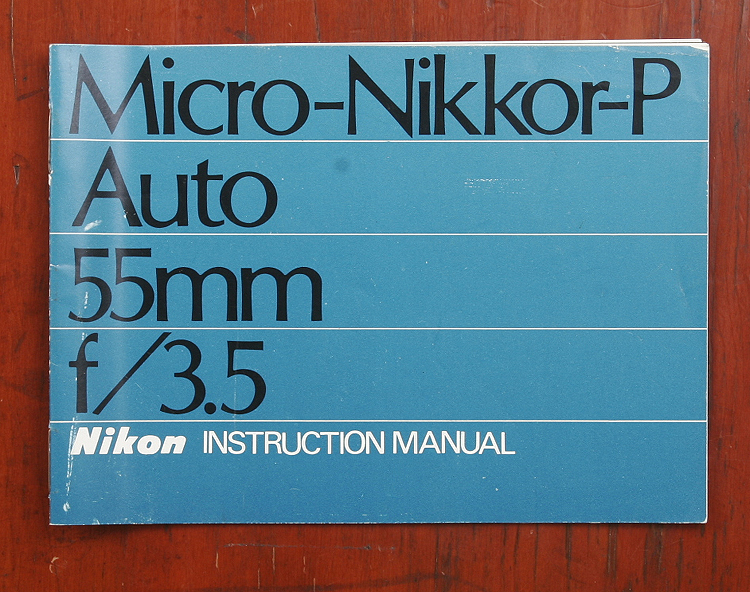 Micro-Nikkor-P
Auto
55mm
f/3.5
Nikon INSTRUCTION MANUAL